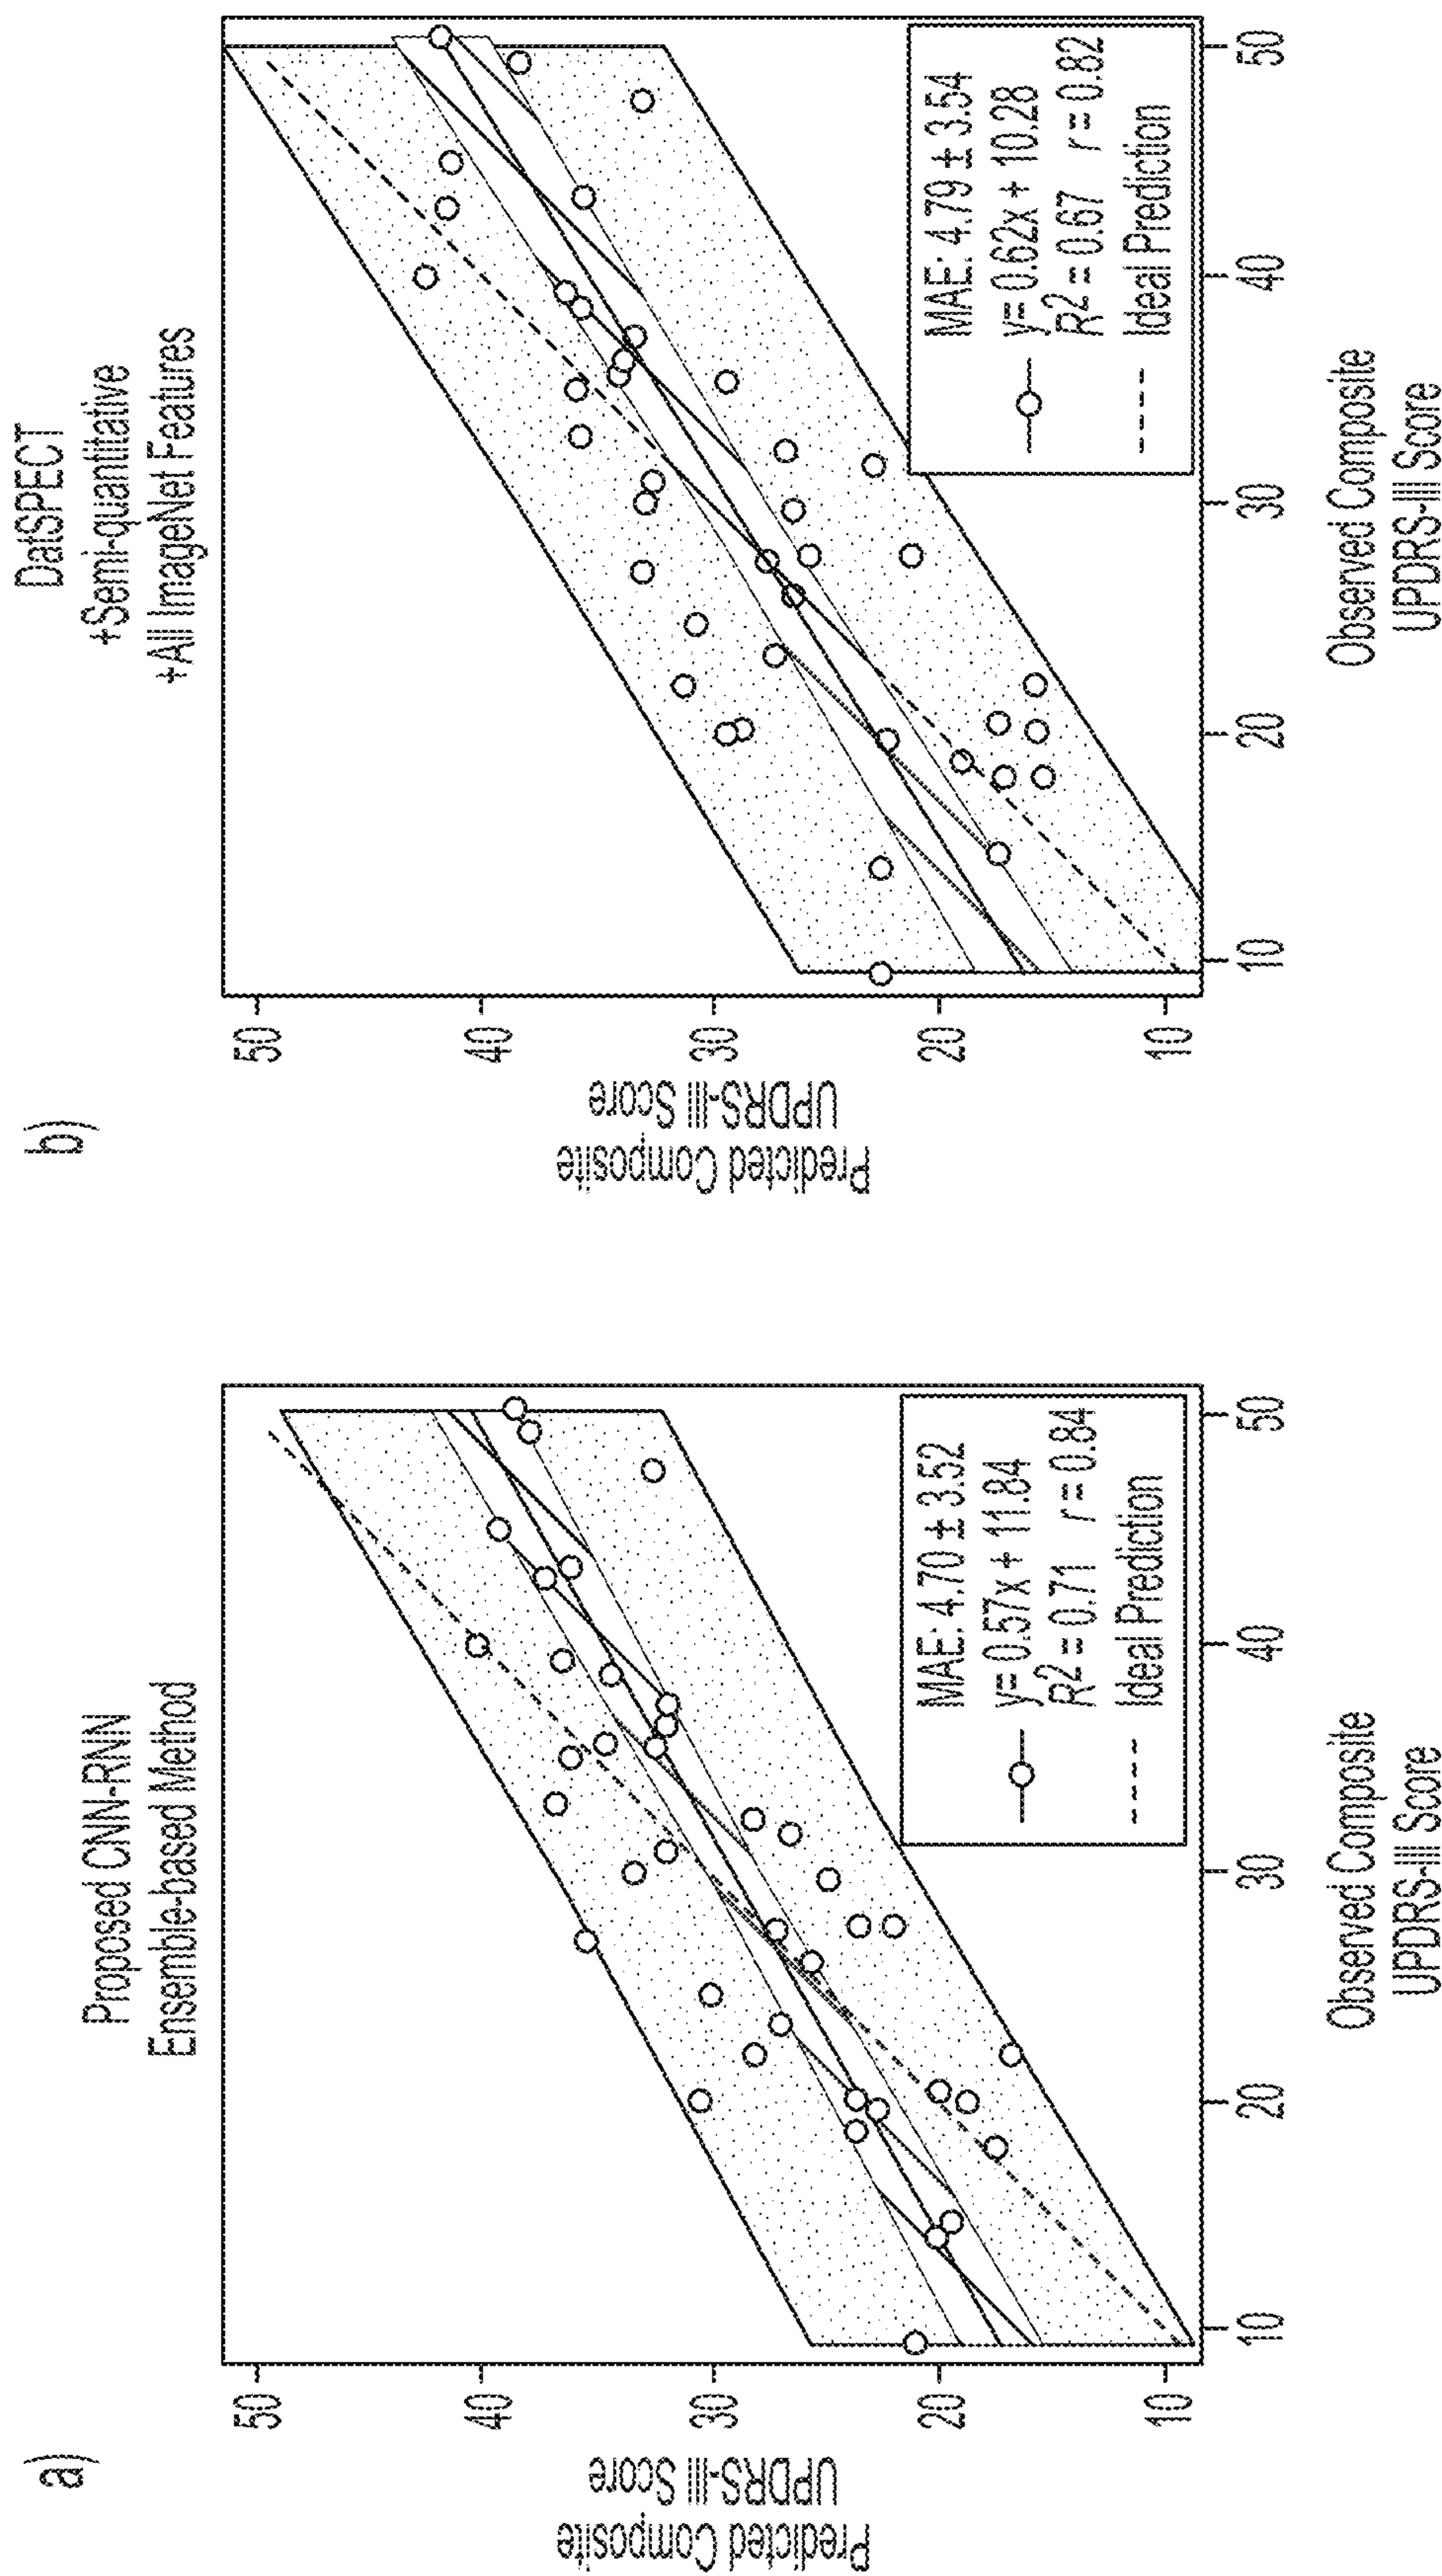 a)
Proposed CNN-RNN
Ensemble-based Method
Predicted Composite
UPDRS-III Score
50
40
30
20
10
MAE: 4.70 ± 3.52
y= 0.57x + 11.84
R2 = 0.71 r = 0.84
Ideal Prediction
10
20
30
40
50
Observed Composite
UPDRS-III Score
b)
DatSPECT
+Semi-quantitative
+All ImageNet Features
Predicted Composite
UPDRS-III Score
50
40
30
20
10
MAE: 4.79 ± 3.54
y= 0.62x + 10.28
R2 = 0.67 r = 0.82
Ideal Prediction
10
20
30
40
50
Observed Composite
UPDRS-III Score